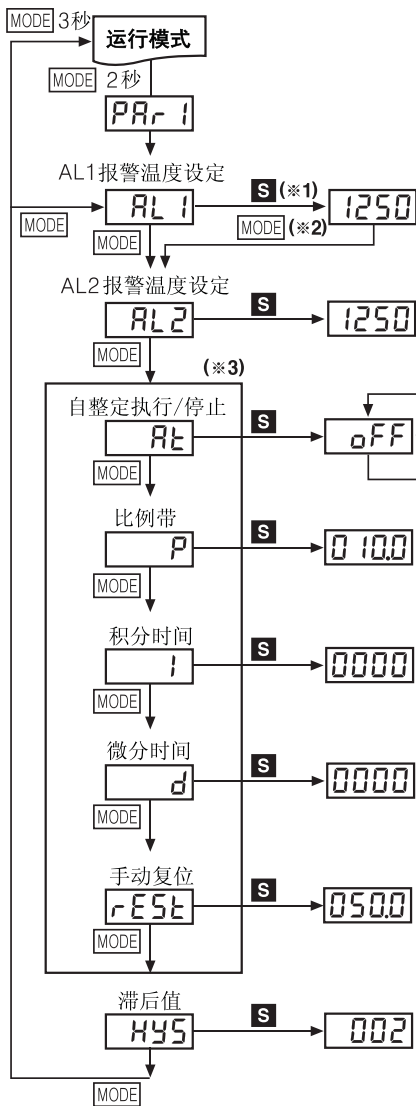 MODE 3秒
运行模式
MODE 2秒
PAr1
AL1报警温度设定
AL1 S (※1) 1250
MODE MODE (※2)
MODE
AL2报警温度设定
AL2 S 1250
MODE
(※3)
自整定执行/停止
At S oFF
MODE
比例带
P S 010.0
MODE
积分时间
I S 0000
MODE
微分时间
d S 0000
MODE
手动复位
rESt S 050.0
MODE
滞后值
HYS S 002
MODE